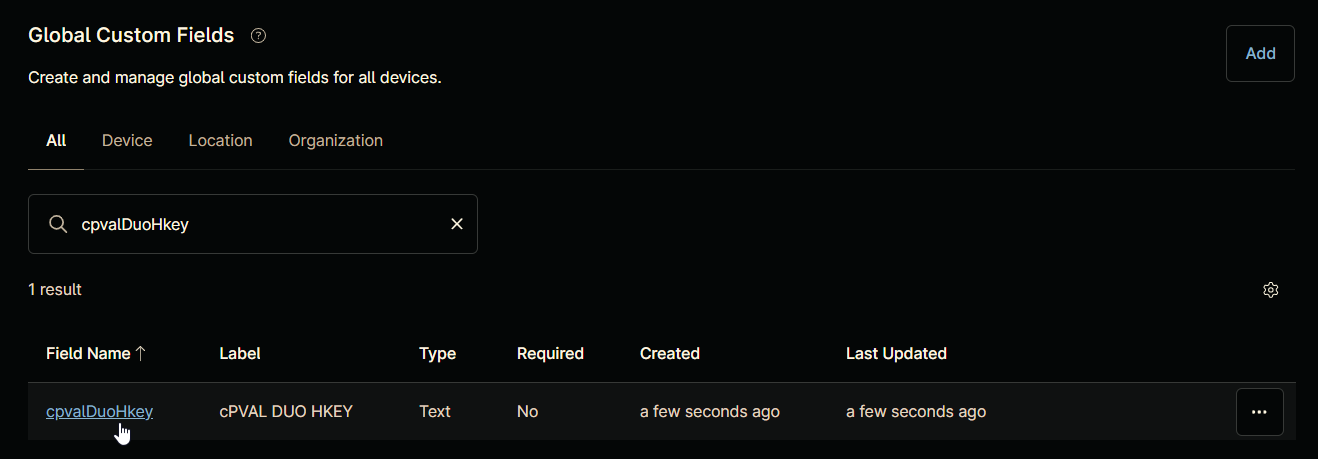 Global Custom Fields
Add
Create and manage global custom fields for all devices.
All Device Location Organization
cpvalDuoHkey
1 result
Field Name Label Type Required Created Last Updated
cpvalDuoHkey cPVAL DUO HKEY Text No a few seconds ago a few seconds ago